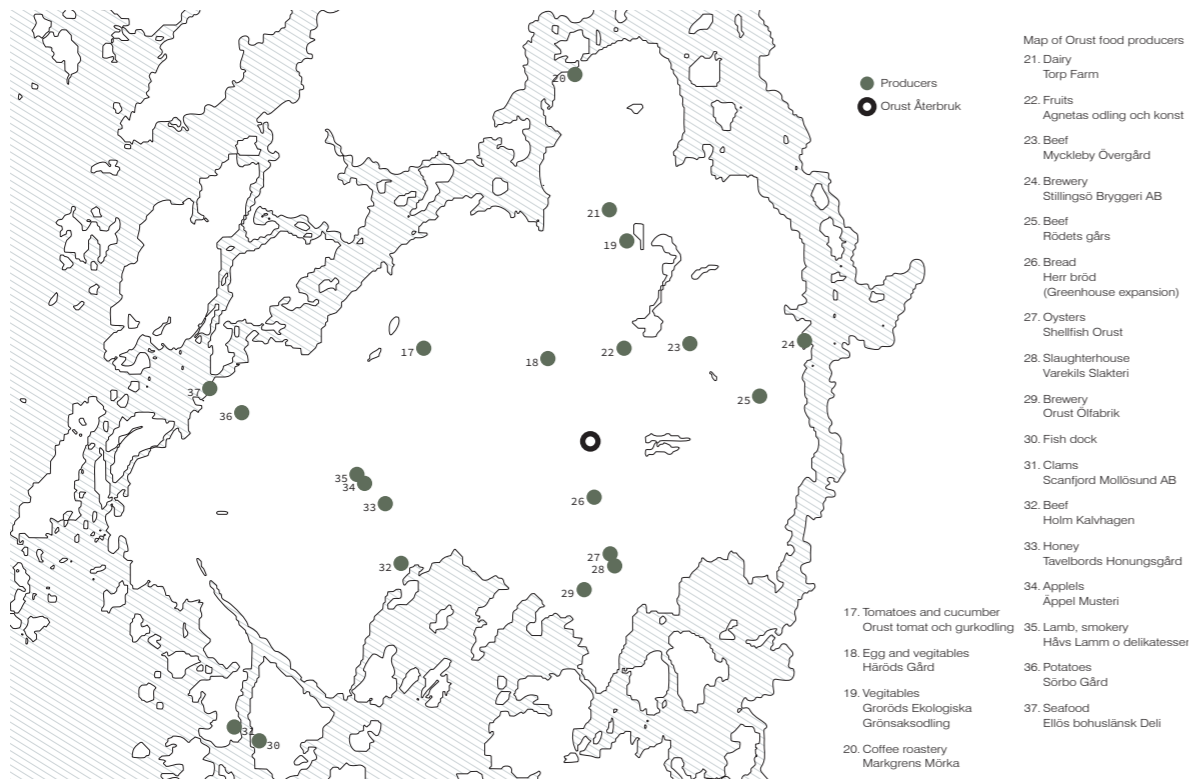 Map of Orust food producers
Producers
Orust Återbruk
21. Dairy
Torp Farm
22. Fruits
Agnetas odling och konst
23. Beef
Myckleby Övergård
24. Brewery
Stillingsö Bryggeri AB
25. Beef
Rödets gårs
26. Bread
Herr bröd
(Greenhouse expansion)
27. Oysters
Shellfish Orust
28. Slaughterhouse
Varekils Slakteri
29. Brewery
Orust Ölfabrik
30. Fish dock
31. Clams
Scanfjord Mollösund AB
32. Beef
Holm Kalvhagen
33. Honey
Tavelbords Honungsgård
34. Applels
Äppel Musteri
35. Lamb, smokery
Håvs Lamm o delikatesser
36. Potatoes
Sörbo Gård
37. Seafood
Ellös bohuslänsk Deli
17. Tomatoes and cucumber
Orust tomat och gurkodling
18. Egg and vegitables
Häröds Gård
19. Vegitables
Groröds Ekologiska
Grönsaksodling
20. Coffee roastery
Markgrens Mörka
20
21
19
17
18
22
23
24
37
36
25
35
34
33
26
32
27
28
29
31
30